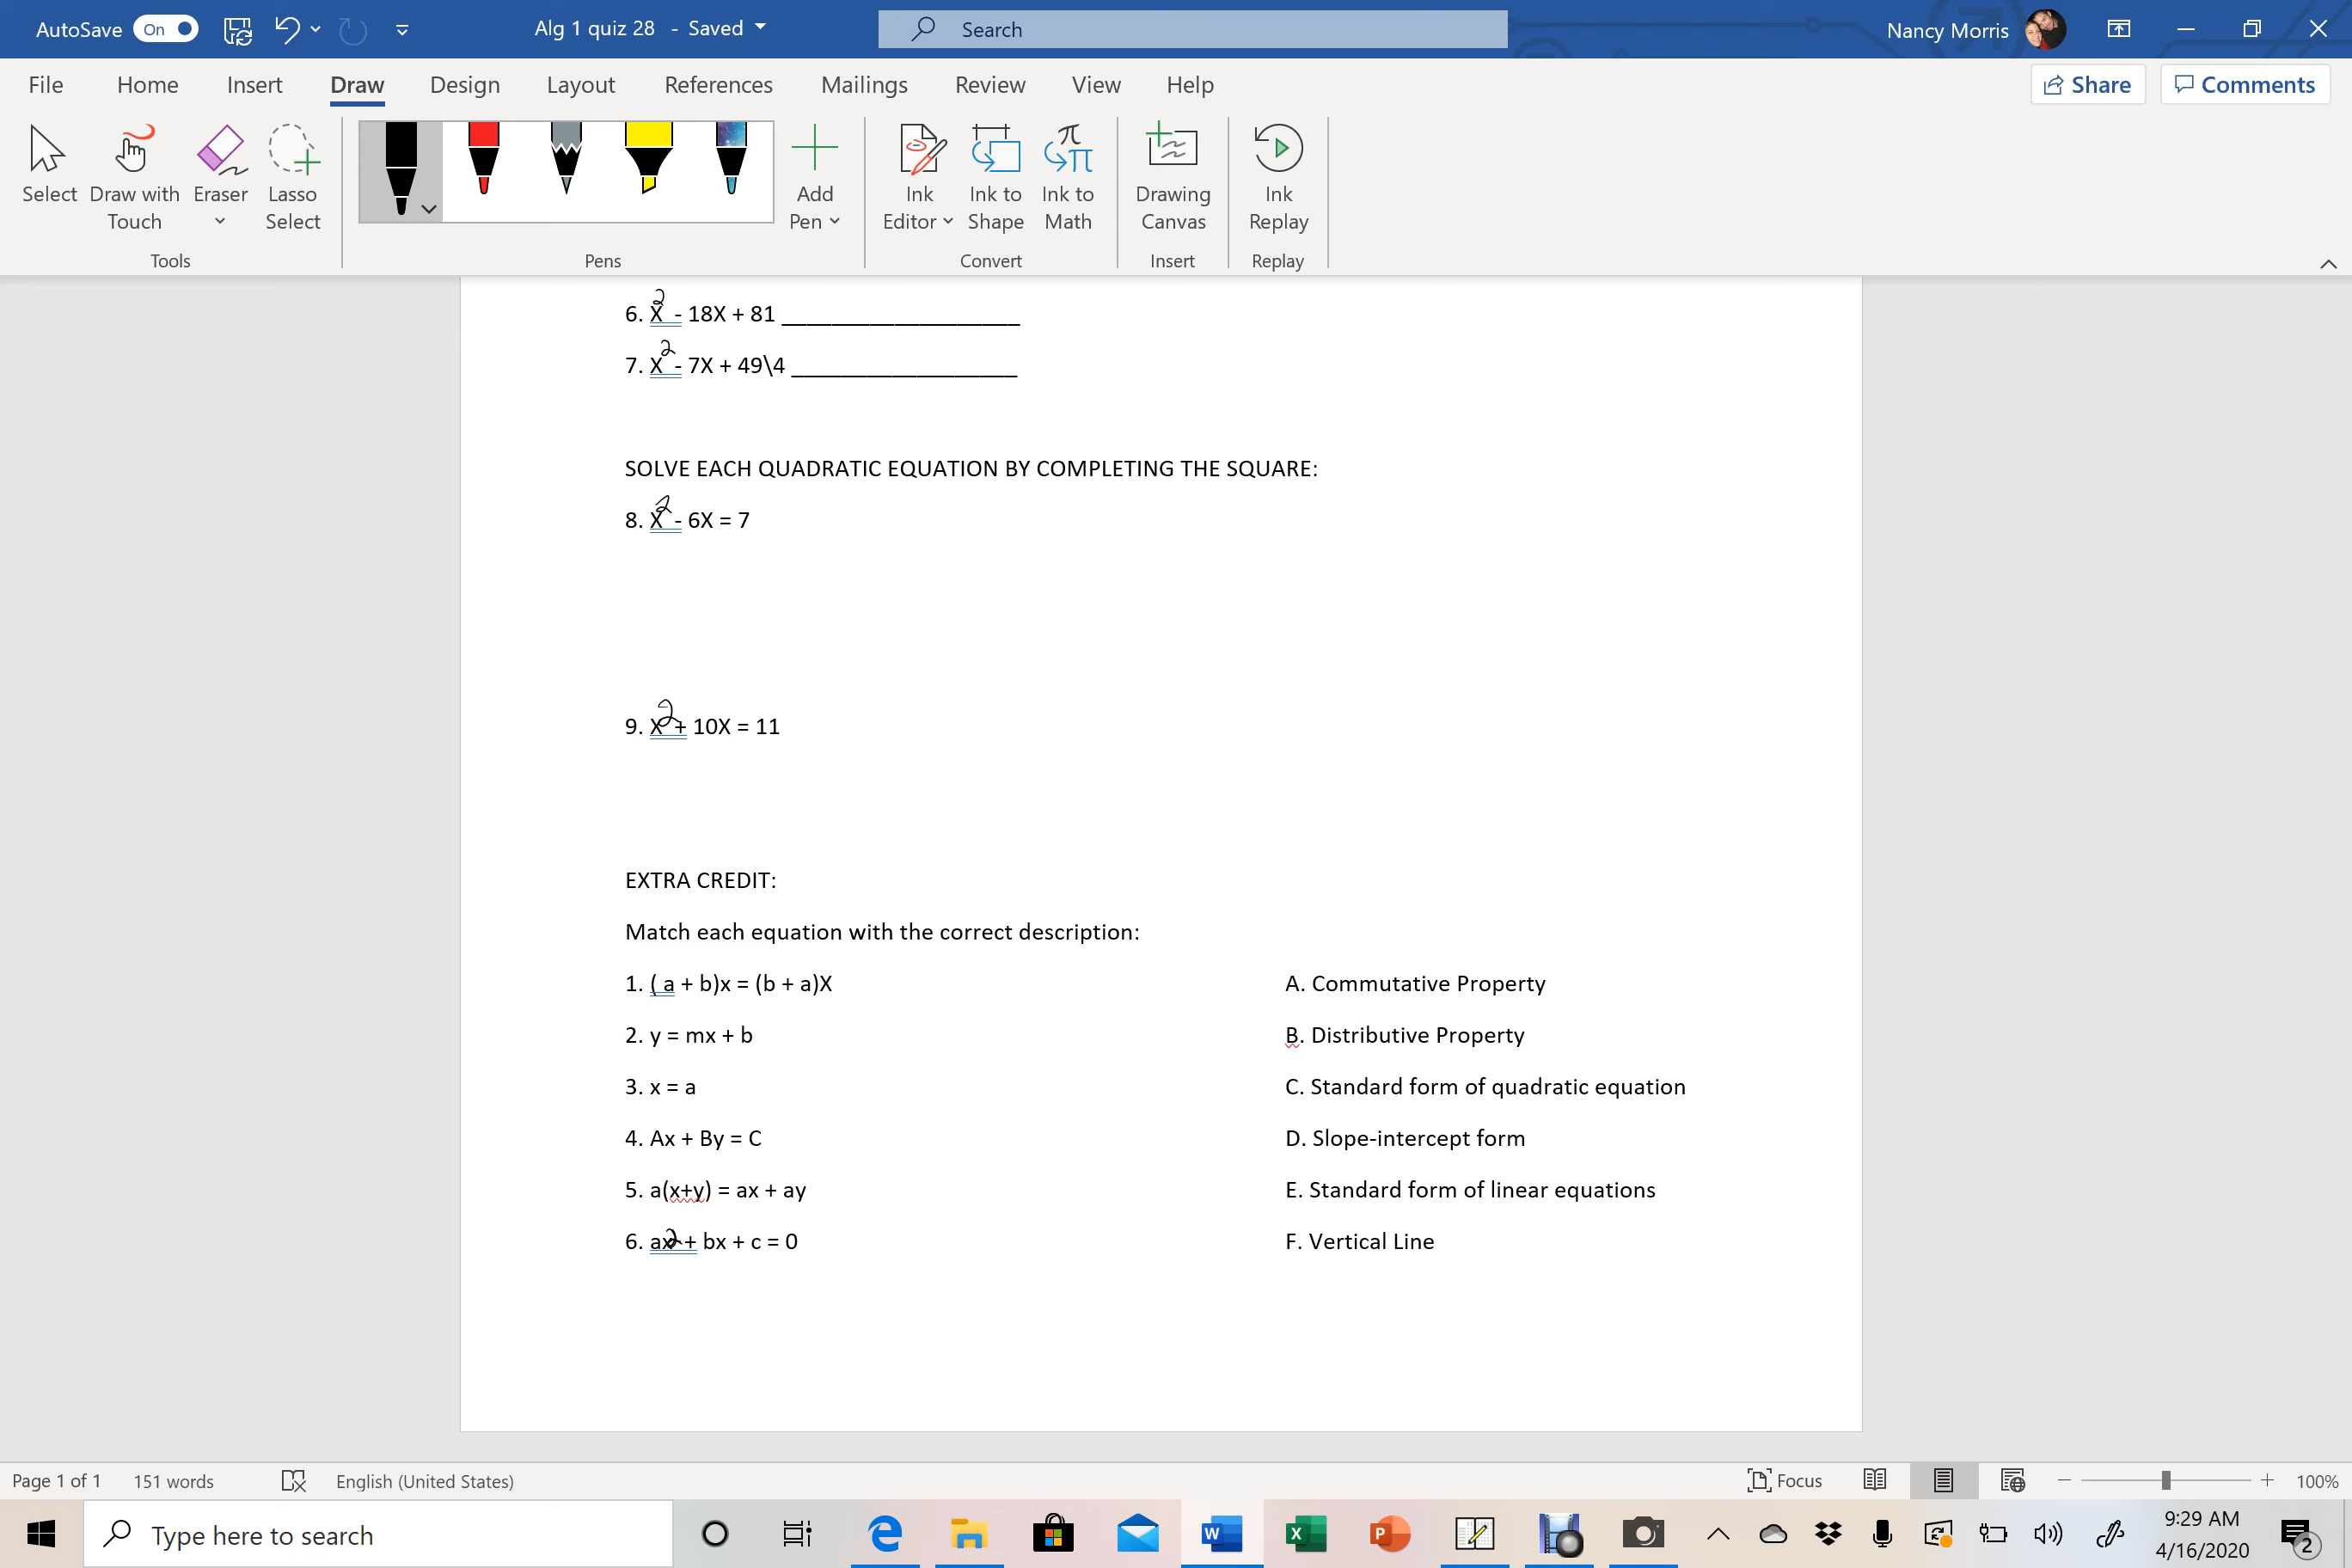 AutoSave On Alg 1 quiz 28 - Saved Search Nancy Morris
File Home Insert Draw Design Layout References Mailings Review View Help Share Comments
Select Draw with Touch Eraser Lasso Select Add Pen Ink Editor Ink to Shape Ink to Math Drawing Canvas Ink Replay
Tools Pens Convert Insert Replay
6. X² - 18X + 81 ___________________
7. X² - 7X + 49\4 __________________
SOLVE EACH QUADRATIC EQUATION BY COMPLETING THE SQUARE:
8. X² - 6X = 7
9. X² + 10X = 11
EXTRA CREDIT:
Match each equation with the correct description:
1. ( a + b)x = (b + a)X A. Commutative Property
2. y = mx + b B. Distributive Property
3. x = a C. Standard form of quadratic equation
4. Ax + By = C D. Slope-intercept form
5. a(x+y) = ax + ay E. Standard form of linear equations
6. ax² + bx + c = 0 F. Vertical Line
Page 1 of 1 151 words English (United States) Focus 100%
Type here to search 9:29 AM
4/16/2020 2